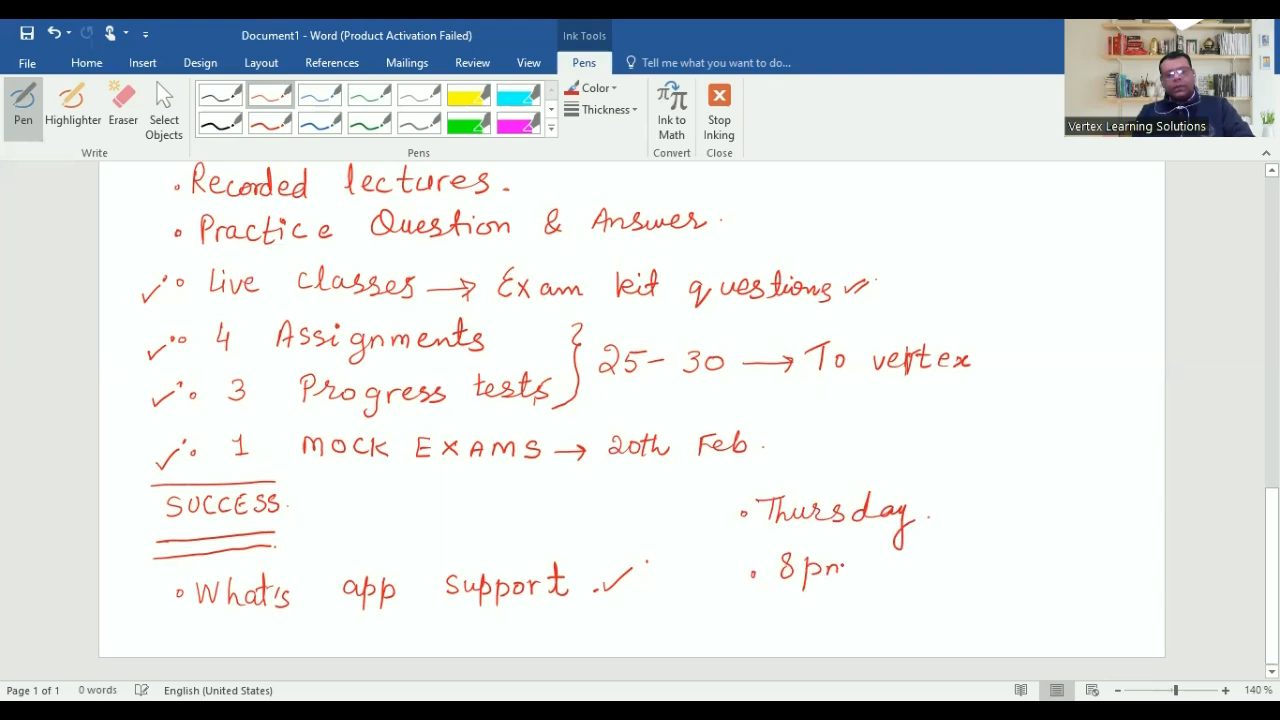 Document1 - Word (Product Activation Failed)
Ink Tools
File Home Insert Design Layout References Mailings Review View Pens Tell me what you want to do...
Pen Highlighter Eraser Select Objects
Color
Thickness
Ink to Math
Stop Inking
Write Pens Convert Close
Vertex Learning Solutions
• Recorded lectures.
• Practice Question & Answer.
✓• Live classes → Exam kit questions
✓• 4 Assignments
25 - 30 → To vertex
✓• 3 Progress tests
✓• 1 MOCK EXAMS → 20th Feb.
SUCCESS.
• Thursday.
• 8pm
• What's app support. ✓
Page 1 of 1 0 words English (United States) 140 %